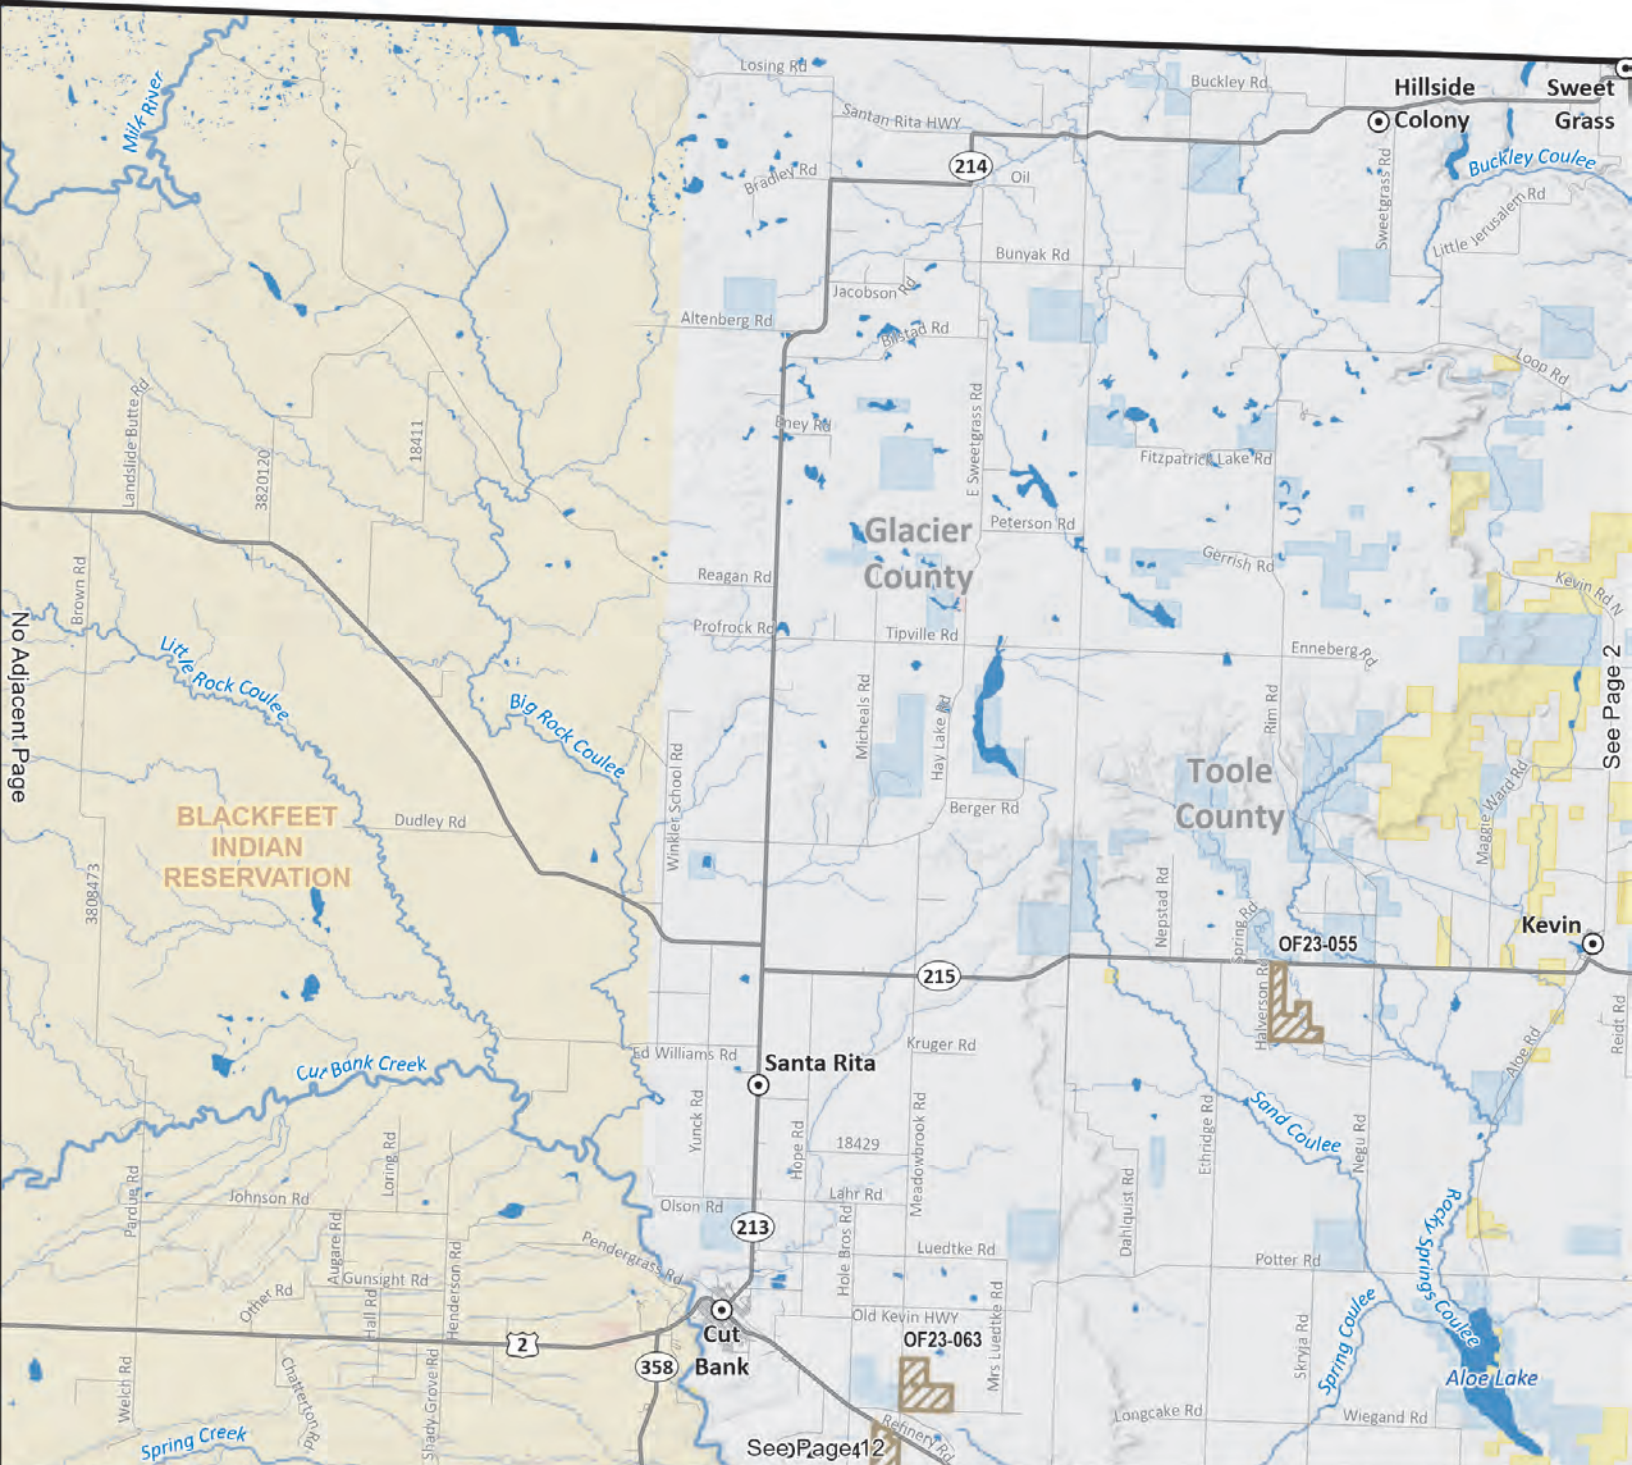 Losing Rd
Buckley Rd
Hillside
Colony
Sweet
Grass
Milk River
Santan Rita HWY
214
Buckley Coulee
Bradley Rd
Oil
Sweetgrass Rd
Little Jerusalem Rd
Bunyak Rd
Jacobson Rd
Altenberg Rd
Bilstad Rd
Loop Rd
Landslide Butte Rd
18411
E Sweetgrass Rd
Fitzpatrick Lake Rd
3820120
Glacier
County
Peterson Rd
Gerrish Rd
Brown Rd
Reagan Rd
Kevin Rd N
No Adjacent Page
Profrock Rd
Tipville Rd
Enneberg Rd
See Page 2
Little Rock Coulee
Big Rock Coulee
Micheals Rd
Hay Lake Rd
Rim Rd
Winkler School Rd
Toole
County
Maggie Ward Rd
BLACKFEET
INDIAN
RESERVATION
Dudley Rd
Berger Rd
3808473
Nepstad Rd
Spring Rd
OF23-055
Kevin
215
Halverson Rd
Reidt Rd
Ed Williams Rd
Kruger Rd
Aloe Rd
Cut Bank Creek
Santa Rita
Yunck Rd
Hope Rd
18429
Meadowbrook Rd
Ethridge Rd
Sand Coulee
Negu Rd
Loring Rd
Pardue Rd
Johnson Rd
Olson Rd
Lahr Rd
Dahlquist Rd
Rocky Springs Coulee
213
Augare Rd
Henderson Rd
Pendergrass Rd
Hole Bros Rd
Luedtke Rd
Potter Rd
Gunsight Rd
Other Rd
Hall Rd
Old Kevin HWY
Mrs Luedtke Rd
OF23-063
Cut
Bank
2
358
Skryja Rd
Spring Coulee
Aloe Lake
Welch Rd
Chatterton Rd
Shady Grove Rd
Longcake Rd
Wiegand Rd
Refinery Rd
Spring Creek